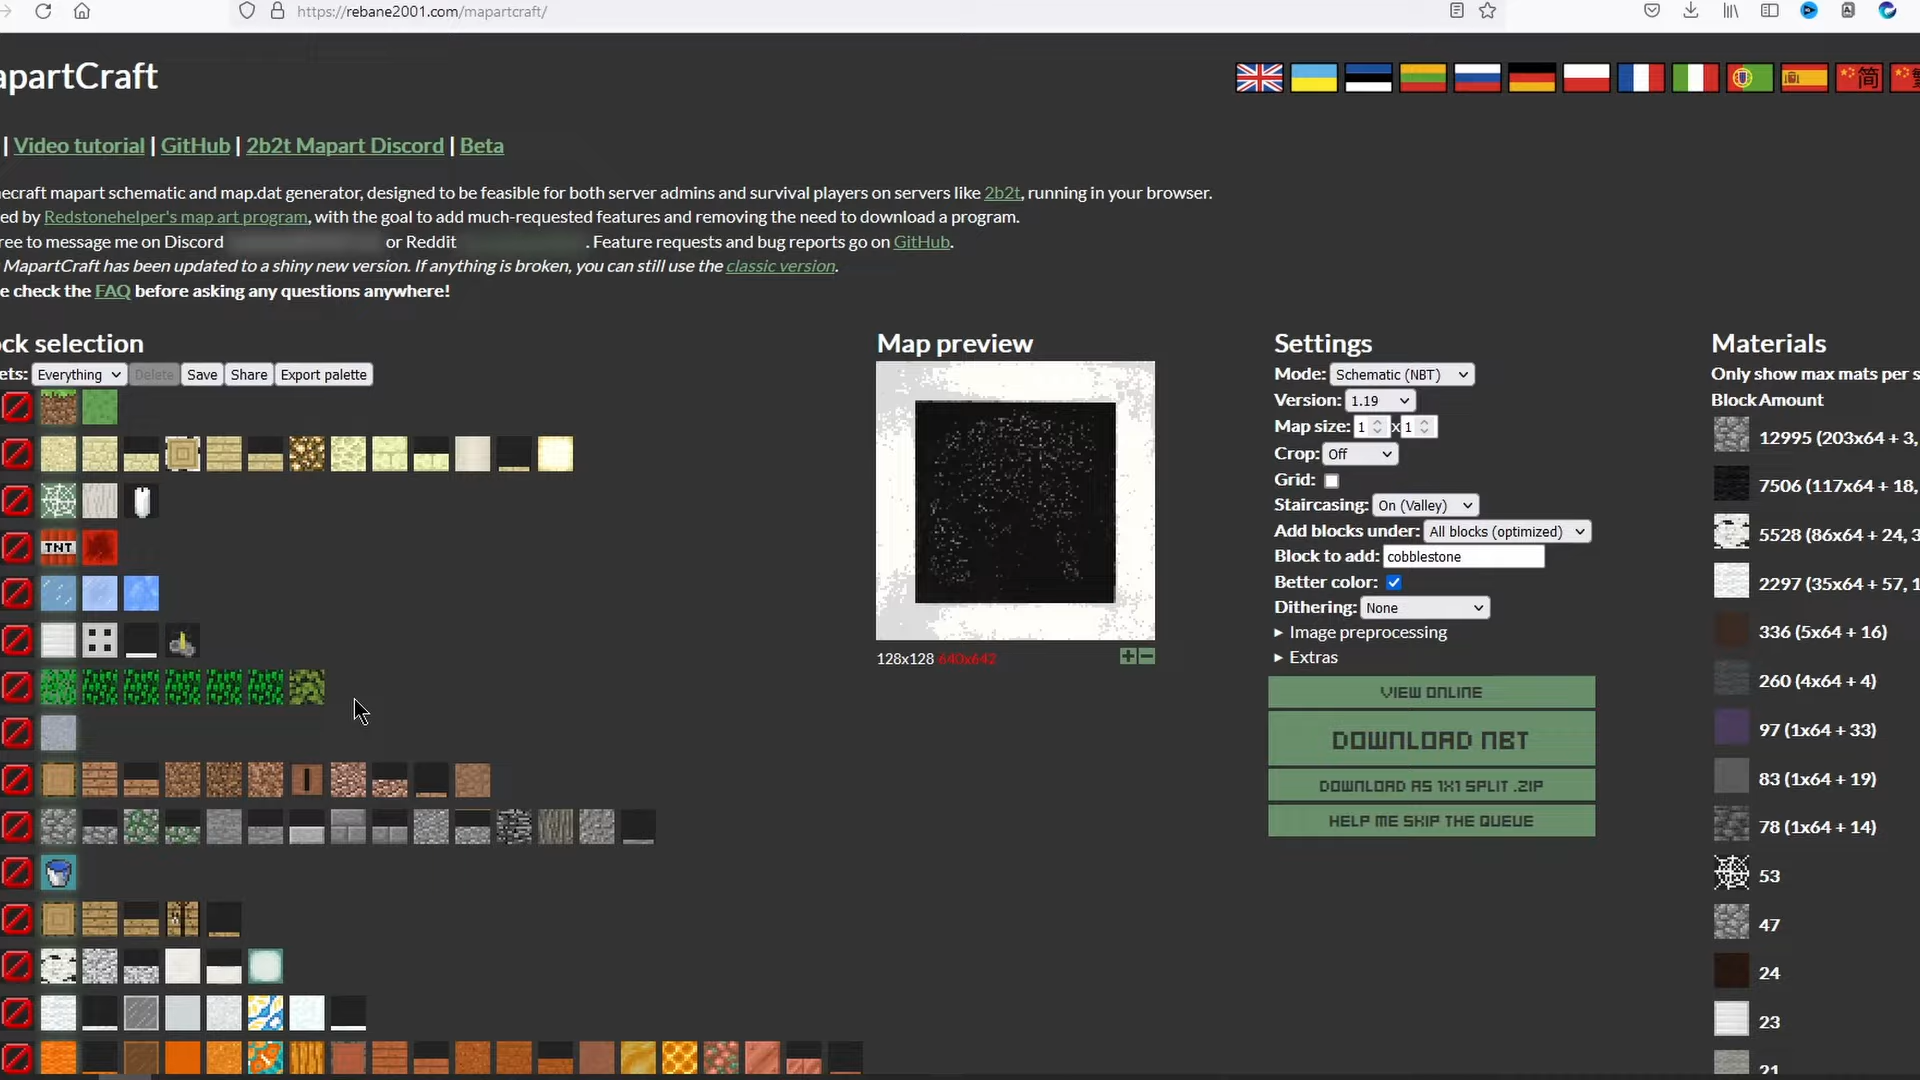 https://rebane2001.com/mapartcraft/
apartCraft
简
| Video tutorial | GitHub | 2b2t Mapart Discord | Beta
ecraft mapart schematic and map.dat generator, designed to be feasible for both server admins and survival players on servers like 2b2t, running in your browser.
ed by Redstonehelper's map art program, with the goal to add much-requested features and removing the need to download a program.
ree to message me on Discord or Reddit . Feature requests and bug reports go on GitHub.
MapartCraft has been updated to a shiny new version. If anything is broken, you can still use the classic version.
e check the FAQ before asking any questions anywhere!
ck selection
ets: Everything Delete Save Share Export palette
TNT
Map preview
128x128 640x642
Settings
Mode: Schematic (NBT)
Version: 1.19
Map size: 1 x 1
Crop: Off
Grid:
Staircasing: On (Valley)
Add blocks under: All blocks (optimized)
Block to add: cobblestone
Better color:
Dithering: None
Image preprocessing
Extras
VIEW ONLINE
DOWNLOAD NBT
DOWNLOAD AS 1X1 SPLIT .ZIP
HELP ME SKIP THE QUEUE
Materials
Only show max mats per s
Block Amount
12995 (203x64 + 3,
7506 (117x64 + 18,
5528 (86x64 + 24, 3
2297 (35x64 + 57, 1
336 (5x64 + 16)
260 (4x64 + 4)
97 (1x64 + 33)
83 (1x64 + 19)
78 (1x64 + 14)
53
47
24
23
21